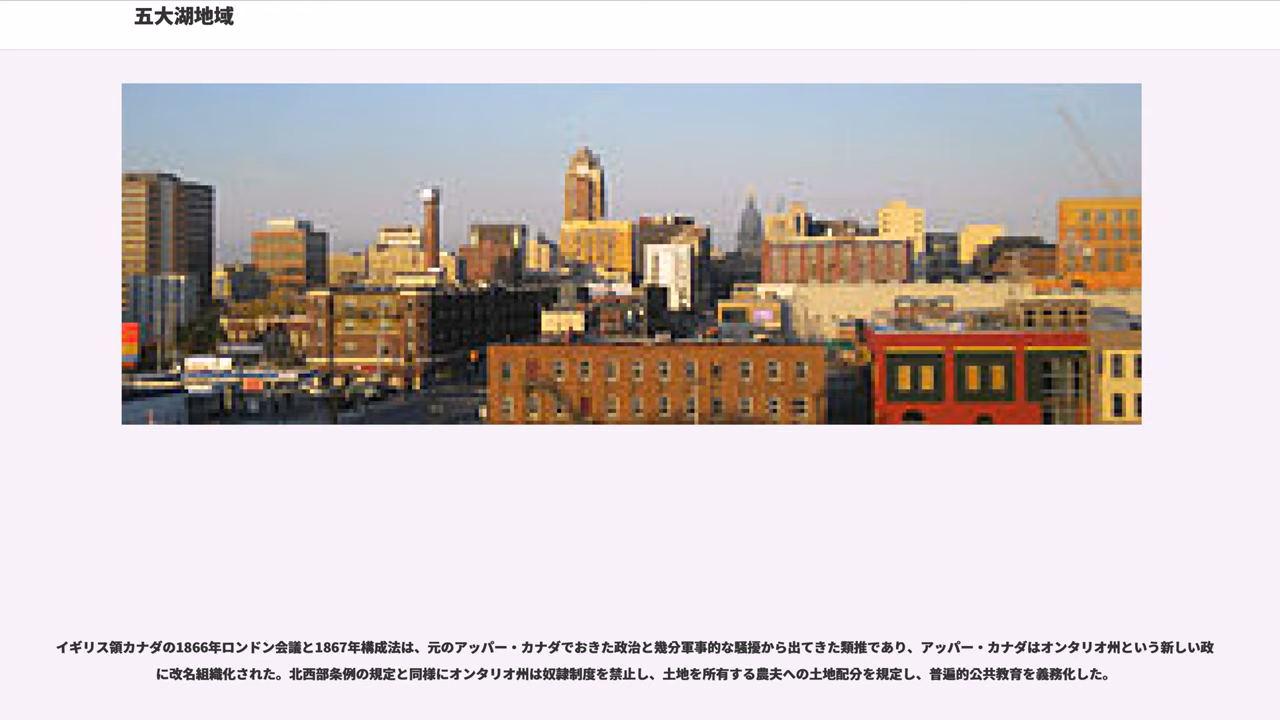 五大湖地域
イギリス領カナダの1866年ロンドン会議と1867年構成法は、元のアッパー・カナダでおきた政治と幾分軍事的な騒擾から出てきた類推であり、アッパー・カナダはオンタリオ州という新しい政
に改名組織化された。北西部条例の規定と同様にオンタリオ州は奴隷制度を禁止し、土地を所有する農夫への土地配分を規定し、普遍的公共教育を義務化した。